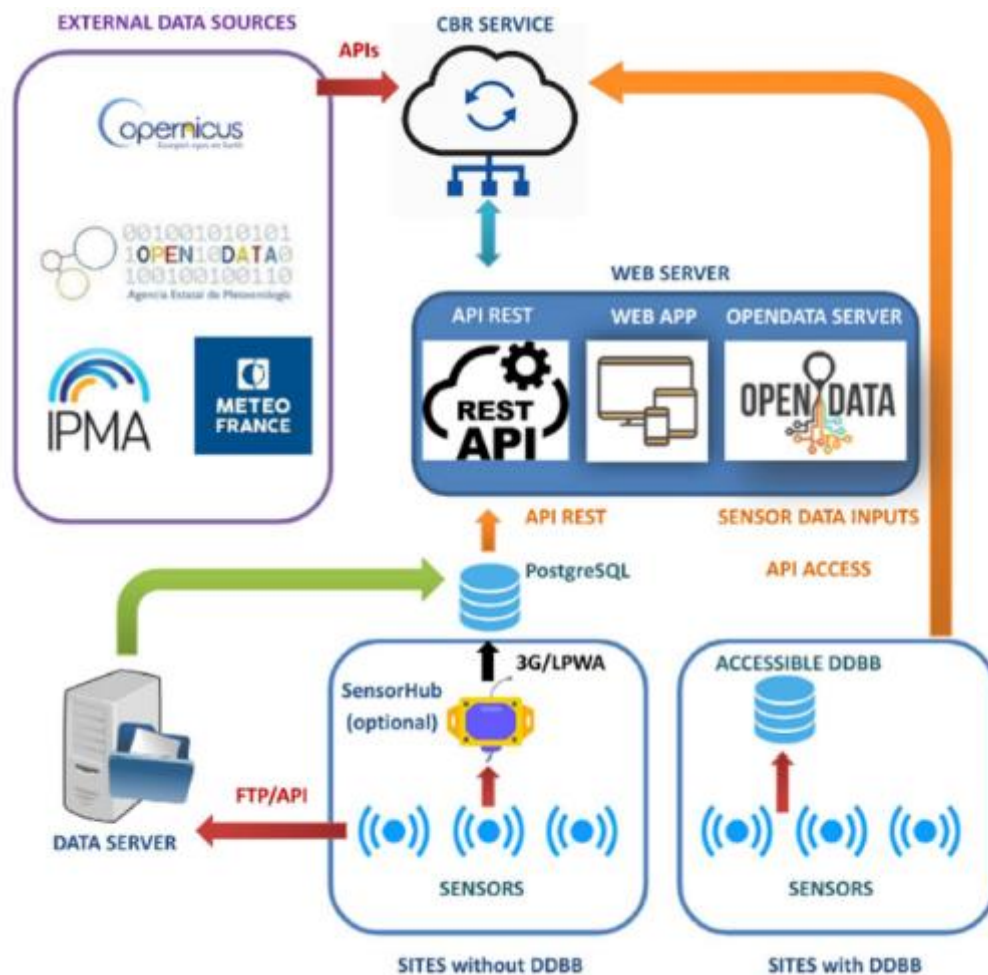 EXTERNAL DATA SOURCES
CBR SERVICE
APIs
opernicus
001001010101
1OPEN10DATA0
100100100110
Agencia Estatal de Meteorología
IPMA
METEO
FRANCE
WEB SERVER
API REST
WEB APP
OPENDATA SERVER
REST
API
OPEN DATA
API REST
SENSOR DATA INPUTS
PostgreSQL
API ACCESS
3G/LPWA
SensorHub
(optional)
ACCESSIBLE DDBB
FTP/API
DATA SERVER
SENSORS
SENSORS
SITES without DDBB
SITES with DDBB